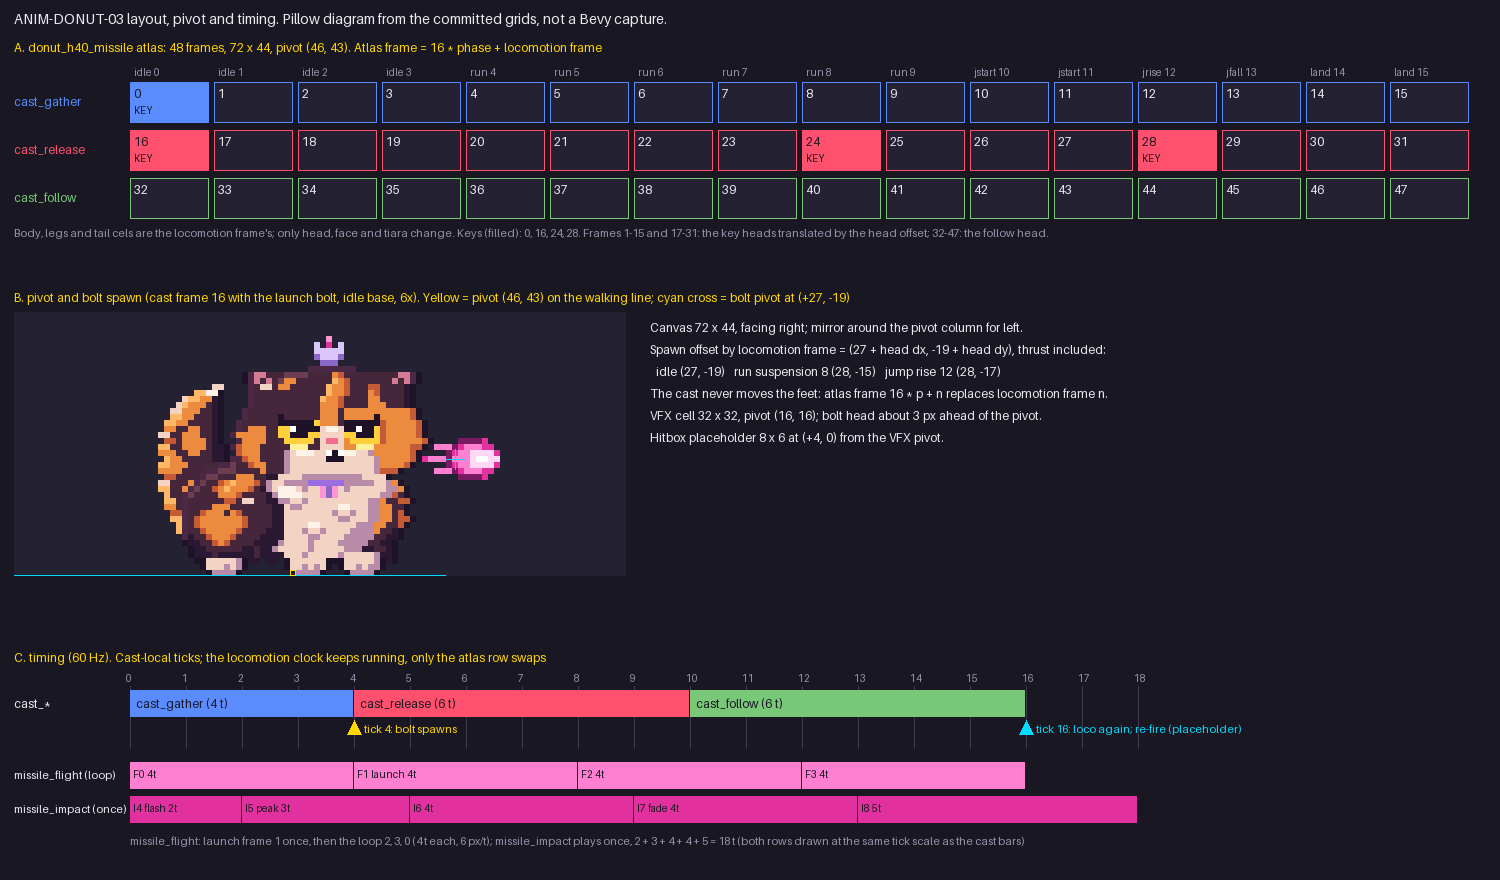 ANIM-DONUT-03 layout, pivot and timing. Pillow diagram from the committed grids, not a Bevy capture.
A. donut_h40_missile atlas: 48 frames, 72 x 44, pivot (46, 43). Atlas frame = 16 * phase + locomotion frame
idle 0 idle 1 idle 2 idle 3 run 4 run 5 run 6 run 7 run 8 run 9 jstart 10 jstart 11 jrise 12 jfall 13 land 14 land 15
cast_gather 0 1 2 3 4 5 6 7 8 9 10 11 12 13 14 15
KEY
cast_release 16 17 18 19 20 21 22 23 24 25 26 27 28 29 30 31
KEY KEY KEY
cast_follow 32 33 34 35 36 37 38 39 40 41 42 43 44 45 46 47
Body, legs and tail cels are the locomotion frame's; only head, face and tiara change. Keys (filled): 0, 16, 24, 28. Frames 1-15 and 17-31: the key heads translated by the head offset; 32-47: the follow head.
B. pivot and bolt spawn (cast frame 16 with the launch bolt, idle base, 6x). Yellow = pivot (46, 43) on the walking line; cyan cross = bolt pivot at (+27, -19)
Canvas 72 x 44, facing right; mirror around the pivot column for left.
Spawn offset by locomotion frame = (27 + head dx, -19 + head dy), thrust included:
idle (27, -19) run suspension 8 (28, -15) jump rise 12 (28, -17)
The cast never moves the feet: atlas frame 16 * p + n replaces locomotion frame n.
VFX cell 32 x 32, pivot (16, 16); bolt head about 3 px ahead of the pivot.
Hitbox placeholder 8 x 6 at (+4, 0) from the VFX pivot.
C. timing (60 Hz). Cast-local ticks; the locomotion clock keeps running, only the atlas row swaps
0 1 2 3 4 5 6 7 8 9 10 11 12 13 14 15 16 17 18
cast_* cast_gather (4 t) cast_release (6 t) cast_follow (6 t)
tick 4: bolt spawns tick 16: loco again; re-fire (placeholder)
missile_flight (loop) F0 4t F1 launch 4t F2 4t F3 4t
missile_impact (once) I4 flash 2t I5 peak 3t I6 4t I7 fade 4t I8 5t
missile_flight: launch frame 1 once, then the loop 2, 3, 0 (4 t each, 6 px/t); missile_impact plays once, 2 + 3 + 4 + 4 + 5 = 18 t (both rows drawn at the same tick scale as the cast bars)